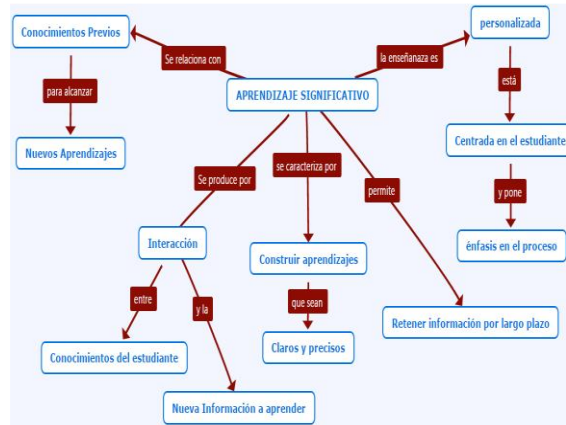 personalizada
Conocimientos Previos
Se relaciona con
la enseñanaza es
está
para alcanzar
APRENDIZAJE SIGNIFICATIVO
Centrada en el estudiante
Nuevos Aprendizajes
Se produce por
se caracteriza por
permite
y pone
Interacción
Construir aprendizajes
énfasis en el proceso
entre
y la
que sean
Retener información por largo plazo
Conocimientos del estudiante
Claros y precisos
Nueva Información a aprender